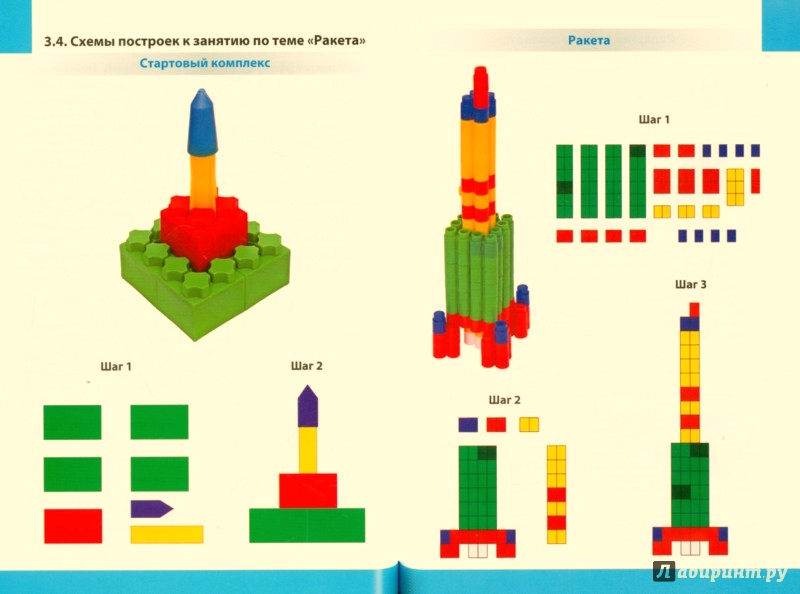 3.4. Схемы построек к занятию по теме «Ракета»
Стартовый комплекс
Шаг 1
Шаг 2
Ракета
Шаг 1
Шаг 2
Шаг 3
Лабиринт.ру